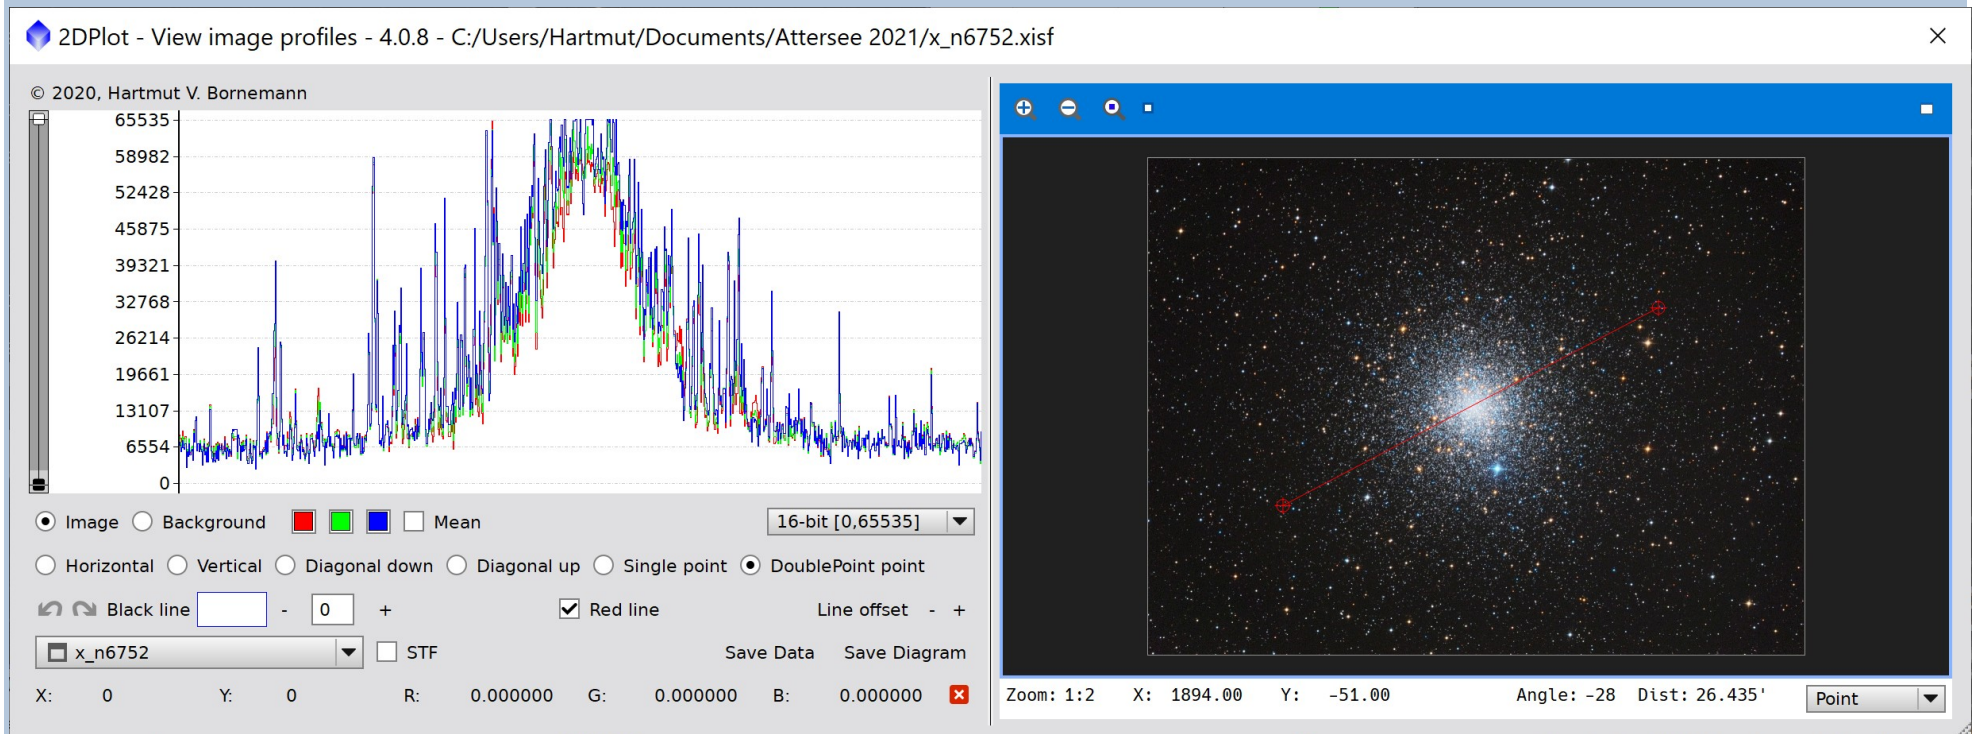 2DPlot - View image profiles - 4.0.8 - C:/Users/Hartmut/Documents/Attersee 2021/x_n6752.xisf
© 2020, Hartmut V. Bornemann
65535
58982
52428
45875
39321
32768
26214
19661
13107
6554
0
Image Background Mean 16-bit [0,65535]
Horizontal Vertical Diagonal down Diagonal up Single point DoublePoint point
Black line - 0 + Red line Line offset - +
x_n6752 STF Save Data Save Diagram
X: 0 Y: 0 R: 0.000000 G: 0.000000 B: 0.000000
Zoom: 1:2 X: 1894.00 Y: -51.00 Angle: -28 Dist: 26.435' Point